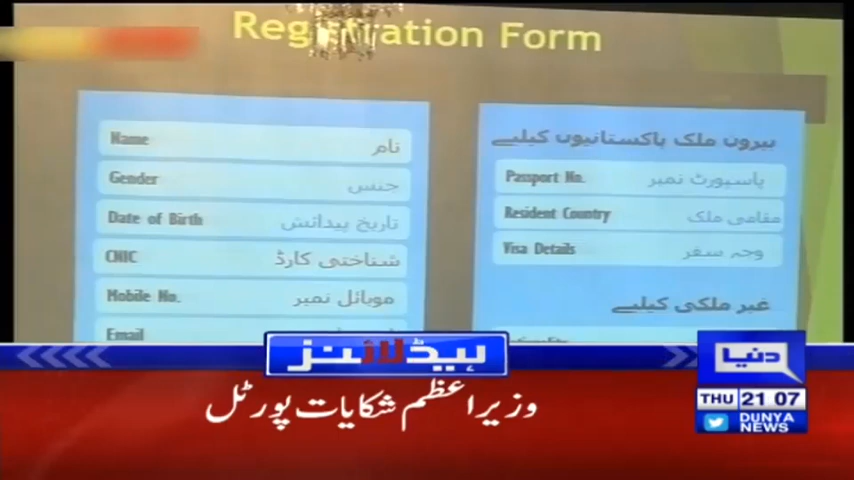 Registration Form
Name نام
Gender جنس
Date of Birth تاریخ پیدائش
CNIC شناختی کارڈ
Mobile No. موبائل نمبر
Email
بیرون ملک پاکستانیوں کیلیے
Passport No. پاسپورٹ نمبر
Resident Country مقامی ملک
Visa Details وجہ سفر
غیر ملکی کیلیے
ہیڈلائنز
وزیراعظم شکایات پورٹل
دنیا
THU 21 07
DUNYA
NEWS